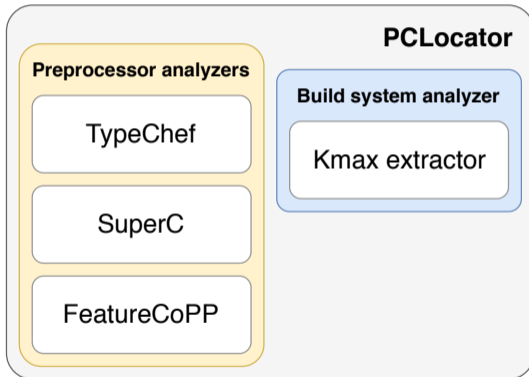 PCLocator
Preprocessor analyzers
TypeChef
SuperC
FeatureCoPP
Build system analyzer
Kmax extractor